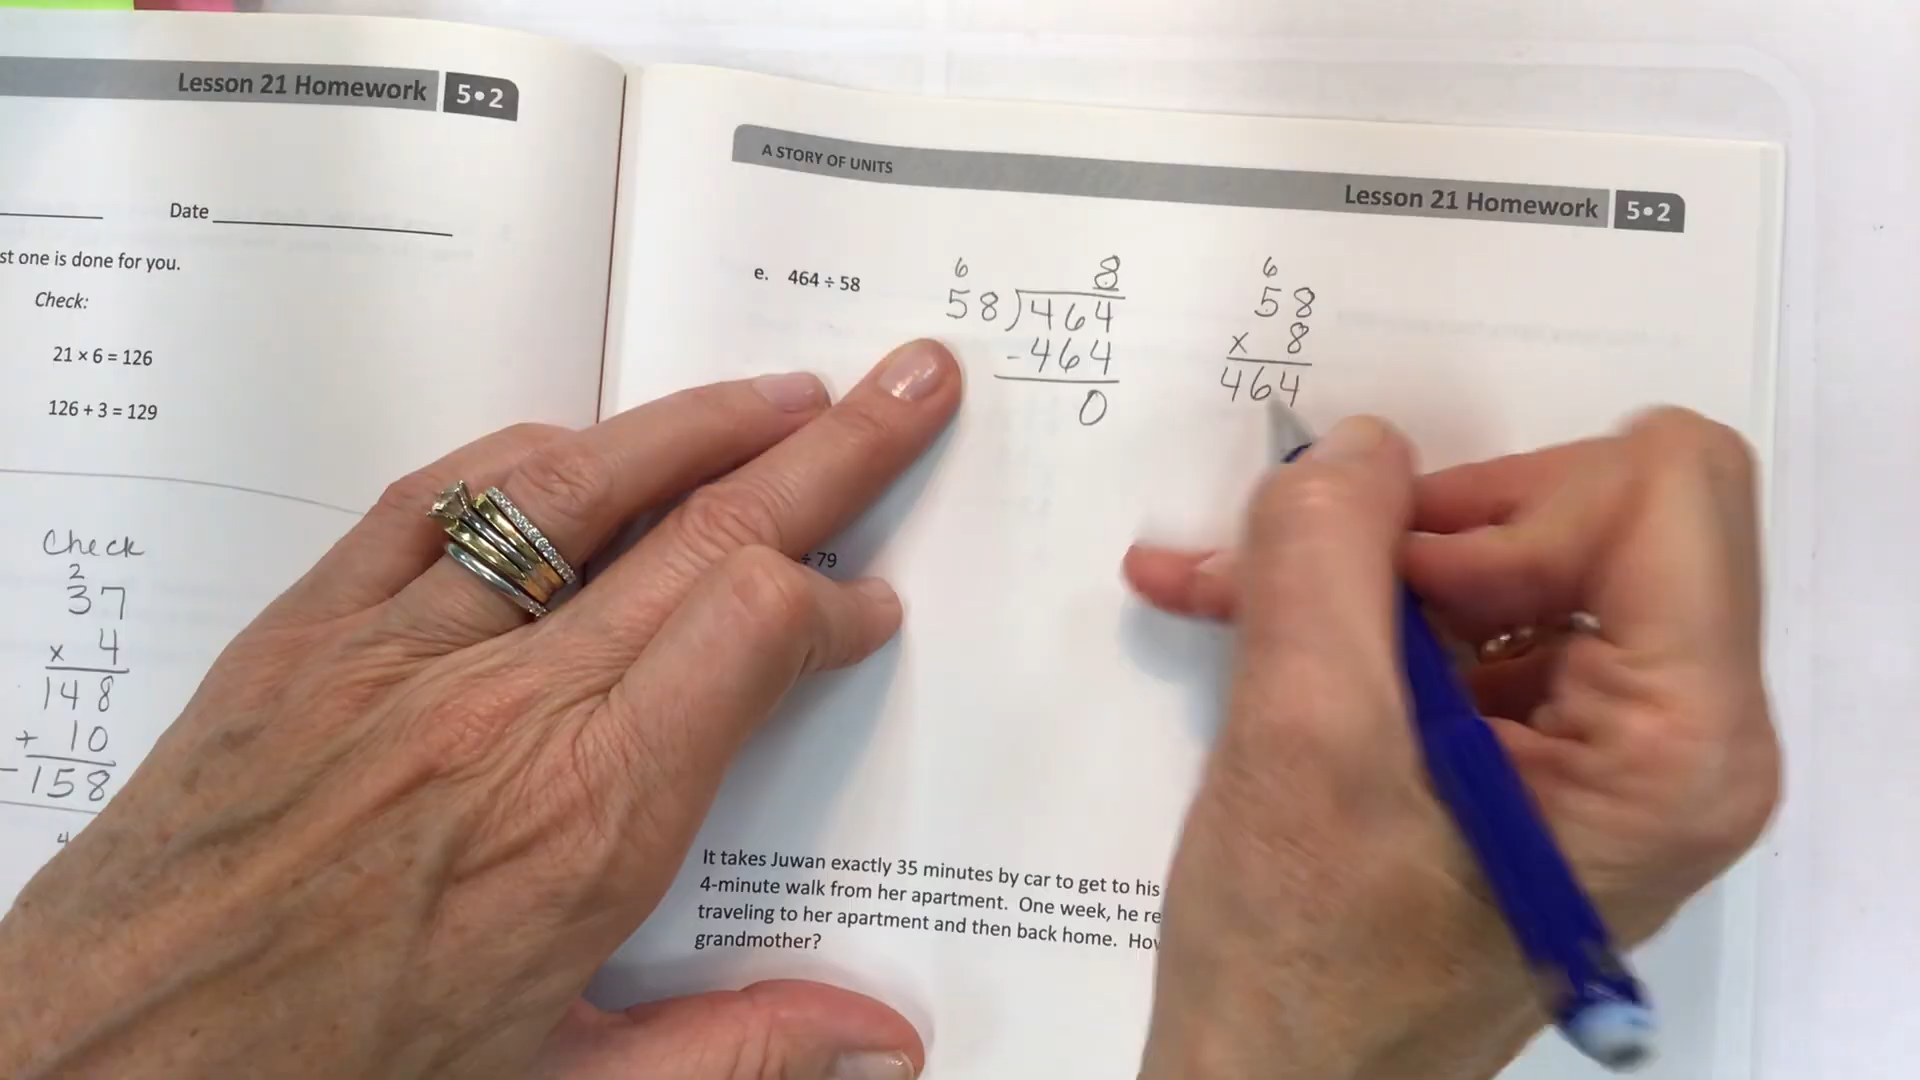 Lesson 21 Homework 5•2
Date
st one is done for you.
Check:
21 × 6 = 126
126 + 3 = 129
Check
2
37
x 4
148
+ 10
158
4
A STORY OF UNITS
Lesson 21 Homework 5•2
e. 464 ÷ 58
6 8
58)464
-464
0
6
58
x 8
464
÷ 79
It takes Juwan exactly 35 minutes by car to get to his
4-minute walk from her apartment. One week, he re
traveling to her apartment and then back home. Ho
grandmother?